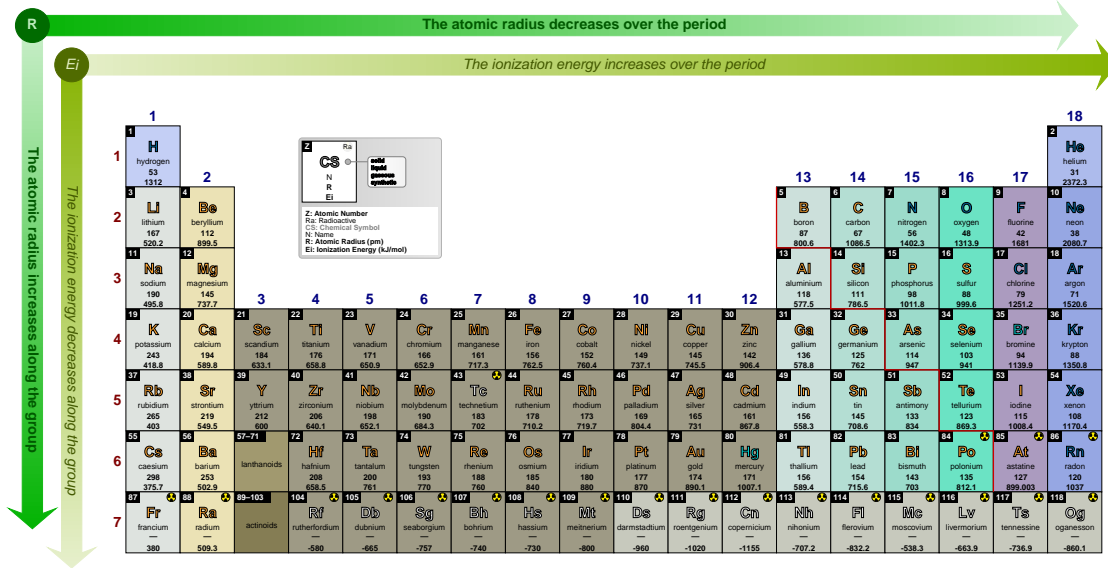 R
The atomic radius decreases over the period
Ei
The ionization energy increases over the period
The atomic radius increases along the group
The ionization energy decreases along the group
1
18
1
H
hydrogen
53
1312
2
He
helium
31
2372.3
Z
Ra
CS
N
R
Ei
solid
liquid
gaseous
synthetic
Z: Atomic Number
Ra: Radioactive
CS: Chemical Symbol
N: Name
R: Atomic Radius (pm)
Ei: Ionization Energy (kJ/mol)
2
13 14 15 16 17
1
2
3
4
5
6
7
3 4 5 6 7 8 9 10
Li Be B C N O F Ne
lithium beryllium boron carbon nitrogen oxygen fluorine neon
167 112 87 67 56 48 42 38
520.2 899.5 800.6 1086.5 1402.3 1313.9 1681 2080.7
11 12 13 14 15 16 17 18
Na Mg Al Si P S Cl Ar
sodium magnesium aluminium silicon phosphorus sulfur chlorine argon
190 145 118 111 98 88 79 71
495.8 737.7 577.5 786.5 1011.8 999.6 1251.2 1520.6
3 4 5 6 7 8 9 10 11 12
19 20 21 22 23 24 25 26 27 28 29 30 31 32 33 34 35 36
K Ca Sc Ti V Cr Mn Fe Co Ni Cu Zn Ga Ge As Se Br Kr
potassium calcium scandium titanium vanadium chromium manganese iron cobalt nickel copper zinc gallium germanium arsenic selenium bromine krypton
243 194 184 176 171 166 161 156 152 149 145 142 136 125 114 103 94 88
418.8 589.8 633.1 658.8 650.9 652.9 717.3 762.5 760.4 737.1 745.5 906.4 578.8 762 947 941 1139.9 1350.8
37 38 39 40 41 42 43 44 45 46 47 48 49 50 51 52 53 54
Rb Sr Y Zr Nb Mo Tc Ru Rh Pd Ag Cd In Sn Sb Te I Xe
rubidium strontium yttrium zirconium niobium molybdenum technetium ruthenium rhodium palladium silver cadmium indium tin antimony tellurium iodine xenon
265 219 212 206 198 190 183 178 173 169 165 161 156 145 133 123 115 108
403 549.5 600 640.1 652.1 684.3 702 710.2 719.7 804.4 731 867.8 558.3 708.6 834 869.3 1008.4 1170.4
55 56 57–71 72 73 74 75 76 77 78 79 80 81 82 83 84 85 86
Cs Ba Hf Ta W Re Os Ir Pt Au Hg Tl Pb Bi Po At Rn
caesium barium lanthanoids hafnium tantalum tungsten rhenium osmium iridium platinum gold mercury thallium lead bismuth polonium astatine radon
298 253 208 200 193 188 185 180 177 174 171 156 154 143 135 127 120
375.7 502.9 658.5 761 770 760 840 880 870 890.1 1007.1 589.4 715.6 703 812.1 899.003 1037
87 88 89–103 104 105 106 107 108 109 110 111 112 113 114 115 116 117 118
Fr Ra Rf Db Sg Bh Hs Mt Ds Rg Cn Nh Fl Mc Lv Ts Og
francium radium actinoids rutherfordium dubnium seaborgium bohrium hassium meitnerium darmstadtium roentgenium copernicium nihonium flerovium moscovium livermorium tennessine oganesson
— — — — — — — — — — — — — — — — —
380 509.3 -580 -665 -757 -740 -730 -800 -960 -1020 -1155 -707.2 -832.2 -538.3 -663.9 -736.9 -860.1